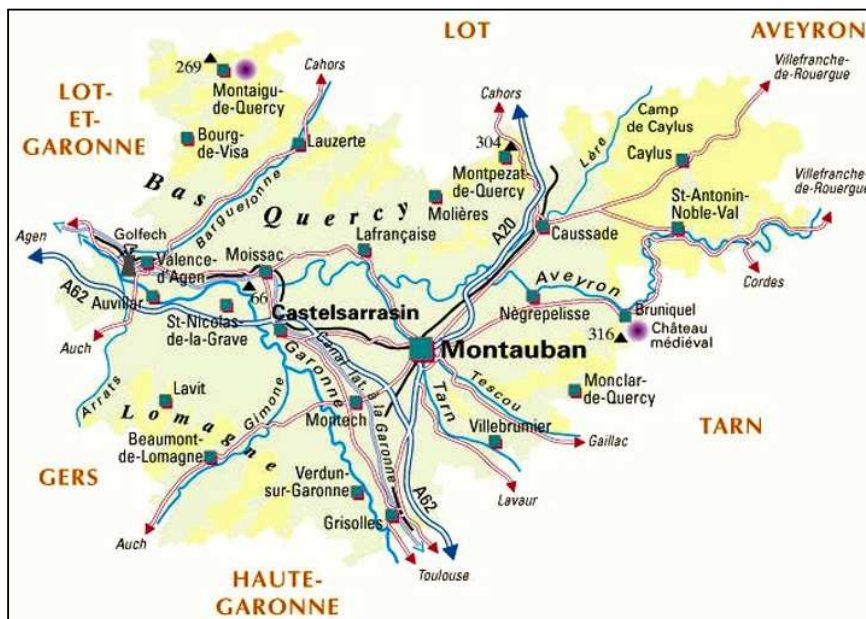 LOT
AVEYRON
269
Montaigu-
de-Quercy
Cahors
Cahors
Villefranche-
de-Rouergue
LOT-
ET-
GARONNE
Bourg-
de-Visa
Lauzerte
304
Montpezat-
de-Quercy
Lère
Camp
de Caylus
Caylus
Villefranche-
de-Rouergue
Bas
Quercy
Barguelonne
Molières
A20
St-Antonin-
Noble-Val
Agen
Golfech
Valence-
d'Agen
Moissac
Lafrançaise
Caussade
Cordes
A62
Auvillar
66
St-Nicolas-
de-la-Grave
Castelsarrasin
Aveyron
Nègrepelisse
Bruniquel
316
Château
médiéval
Auch
Montauban
Arrats
Lavit
Lomagne
Gimone
Garonne
Canal lat. à la Garonne
Tarn
Tescou
Monclar-
de-Quercy
TARN
Beaumont-
de-Lomagne
Montech
Villebrumier
Gaillac
GERS
Verdun-
sur-Garonne
A62
Lavaur
Auch
Grisolles
Toulouse
HAUTE-
GARONNE